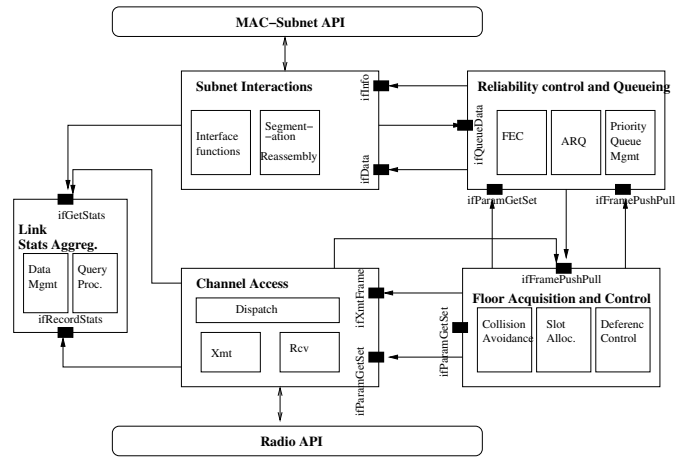 MAC-Subnet API
Subnet Interactions
Interface
functions
Segment-
-ation
Reassembly
ifInfo
ifData
ifQueueData
Reliability control and Queueing
FEC
ARQ
Priority
Queue
Mgmt
ifParamGetSet
ifFramePushPull
ifGetStats
Link
Stats Aggreg.
Data
Mgmt
Query
Proc.
ifRecordStats
Channel Access
Dispatch
Xmt
Rcv
ifXmtFrame
ifParamGetSet
ifParamGetSet
ifFramePushPull
Floor Acquisition and Control
Collision
Avoidance
Slot
Alloc.
Deferenc
Control
Radio API